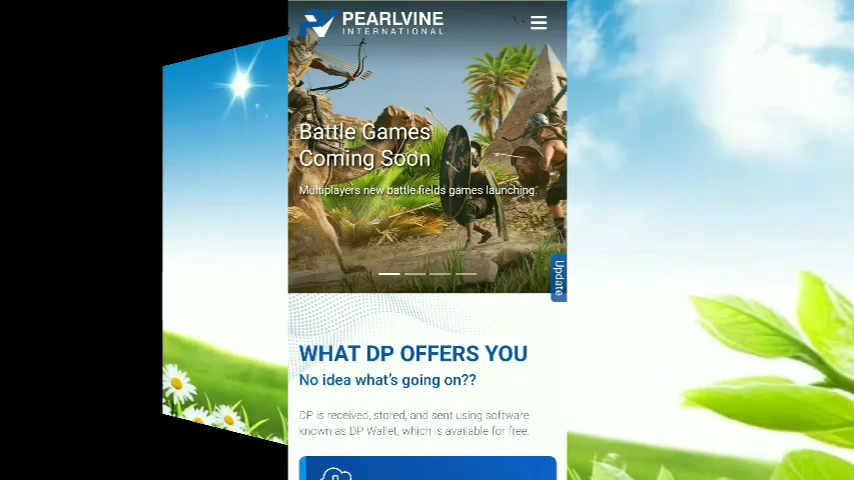 PEARLVINE
INTERNATIONAL
Battle Games
Coming Soon
Multiplayers new battle fields games launching.
Update
WHAT DP OFFERS YOU
No idea what's going on??
DP is received, stored, and sent using software
known as DP Wallet, which is available for free.